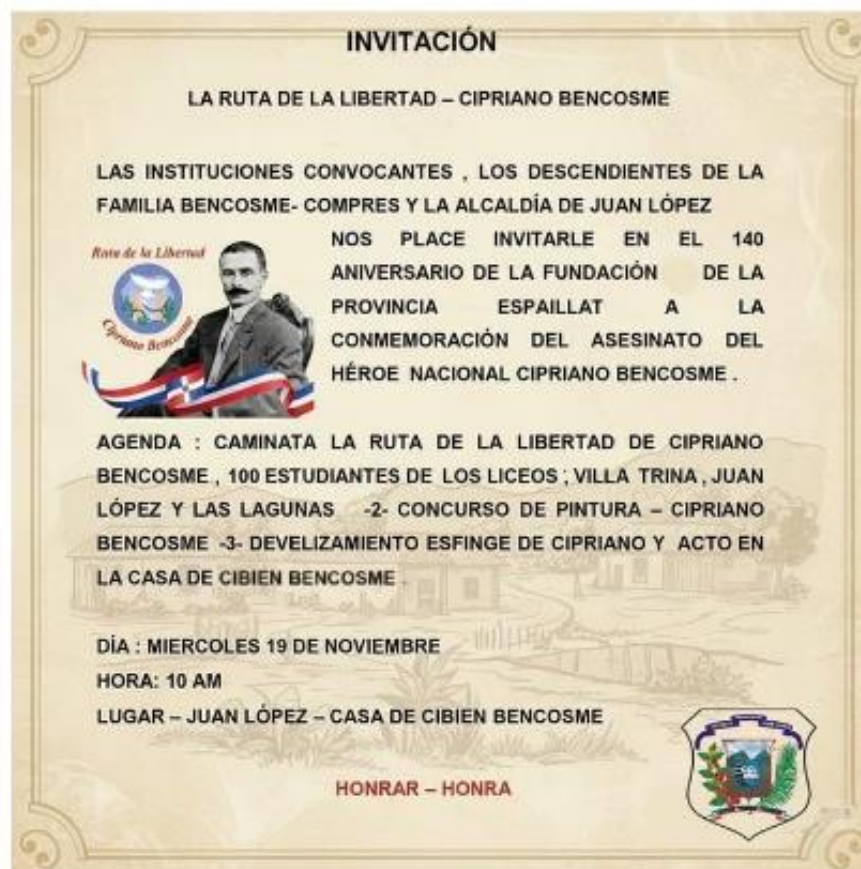 INVITACIÓN
LA RUTA DE LA LIBERTAD – CIPRIANO BENCOSME
LAS INSTITUCIONES CONVOCANTES , LOS DESCENDIENTES DE LA
FAMILIA BENCOSME- COMPRES Y LA ALCALDÍA DE JUAN LÓPEZ
Ruta de la Libertad
Cipriano Bencosme
NOS PLACE INVITARLE EN EL 140
ANIVERSARIO DE LA FUNDACIÓN DE LA
PROVINCIA ESPAILLAT A LA
CONMEMORACIÓN DEL ASESINATO DEL
HÉROE NACIONAL CIPRIANO BENCOSME .
AGENDA : CAMINATA LA RUTA DE LA LIBERTAD DE CIPRIANO
BENCOSME , 100 ESTUDIANTES DE LOS LICEOS ; VILLA TRINA , JUAN
LÓPEZ Y LAS LAGUNAS -2- CONCURSO DE PINTURA – CIPRIANO
BENCOSME -3- DEVELIZAMIENTO ESFINGE DE CIPRIANO Y ACTO EN
LA CASA DE CIBIEN BENCOSME .
DÍA : MIERCOLES 19 DE NOVIEMBRE
HORA: 10 AM
LUGAR – JUAN LÓPEZ – CASA DE CIBIEN BENCOSME
HONRAR – HONRA